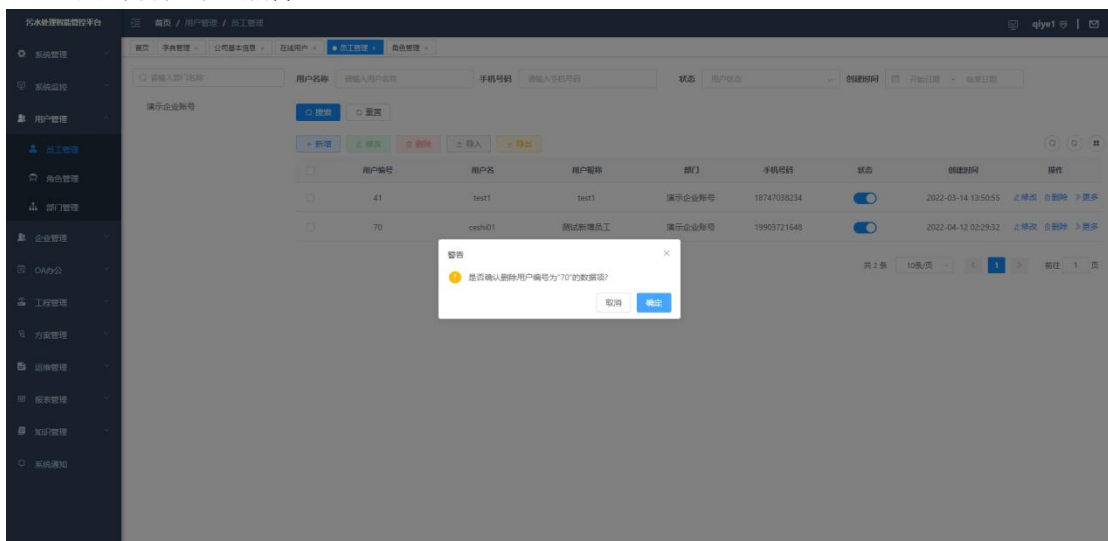 污水处理智能管控平台
首页 / 用户管理 / 员工管理
qiye1
系统管理
首页 字典管理 × 公司基本信息 × 在线用户 × ● 员工管理 × 角色管理 ×
请输入部门名称
用户名称 请输入用户名称 手机号码 请输入手机号码 状态 用户状态 创建时间 开始日期 - 结束日期
系统监控
演示企业账号
搜索 重置
用户管理
+ 新增 修改 删除 导入 导出
员工管理
用户编号 用户名 用户昵称 部门 手机号码 状态 创建时间 操作
角色管理
41 test1 test1 演示企业账号 18747038234 2022-03-14 13:50:55 修改 删除 更多
部门管理
70 ceshi01 测试新增员工 演示企业账号 19903721648 2022-04-12 02:29:32 修改 删除 更多
企业管理
警告 ×
OA办公
共 2 条 10条/页 < 1 > 前往 1 页
是否确认删除用户编号为"70"的数据项?
工程管理
取消 确定
方案管理
运维管理
报表管理
知识管理
系统通知